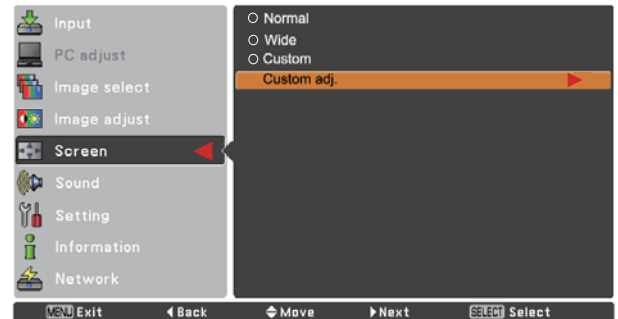 Input
PC adjust
Image select
Image adjust
Screen
Sound
Setting
Information
Network
Normal
Wide
Custom
Custom adj.
MENU Exit Back Move Next SELECT Select